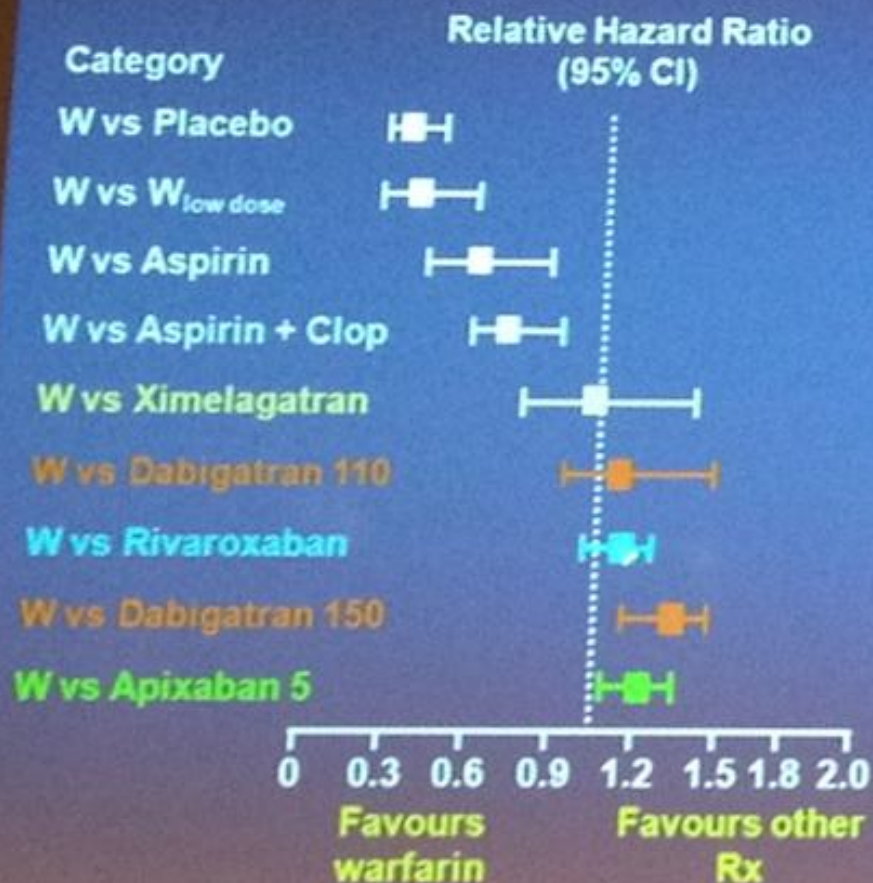 Relative Hazard Ratio
Category
(95% CI)
W vs Placebo
W vs Wlow dose
W vs Aspirin
W vs Aspirin + Clop
W vs Ximelagatran
W vs Dabigatran 110
W vs Rivaroxaban
W vs Dabigatran 150
W vs Apixaban 5
0 0.3 0.6 0.9 1.2 1.5 1.8 2.0
Favours Favours other
warfarin Rx